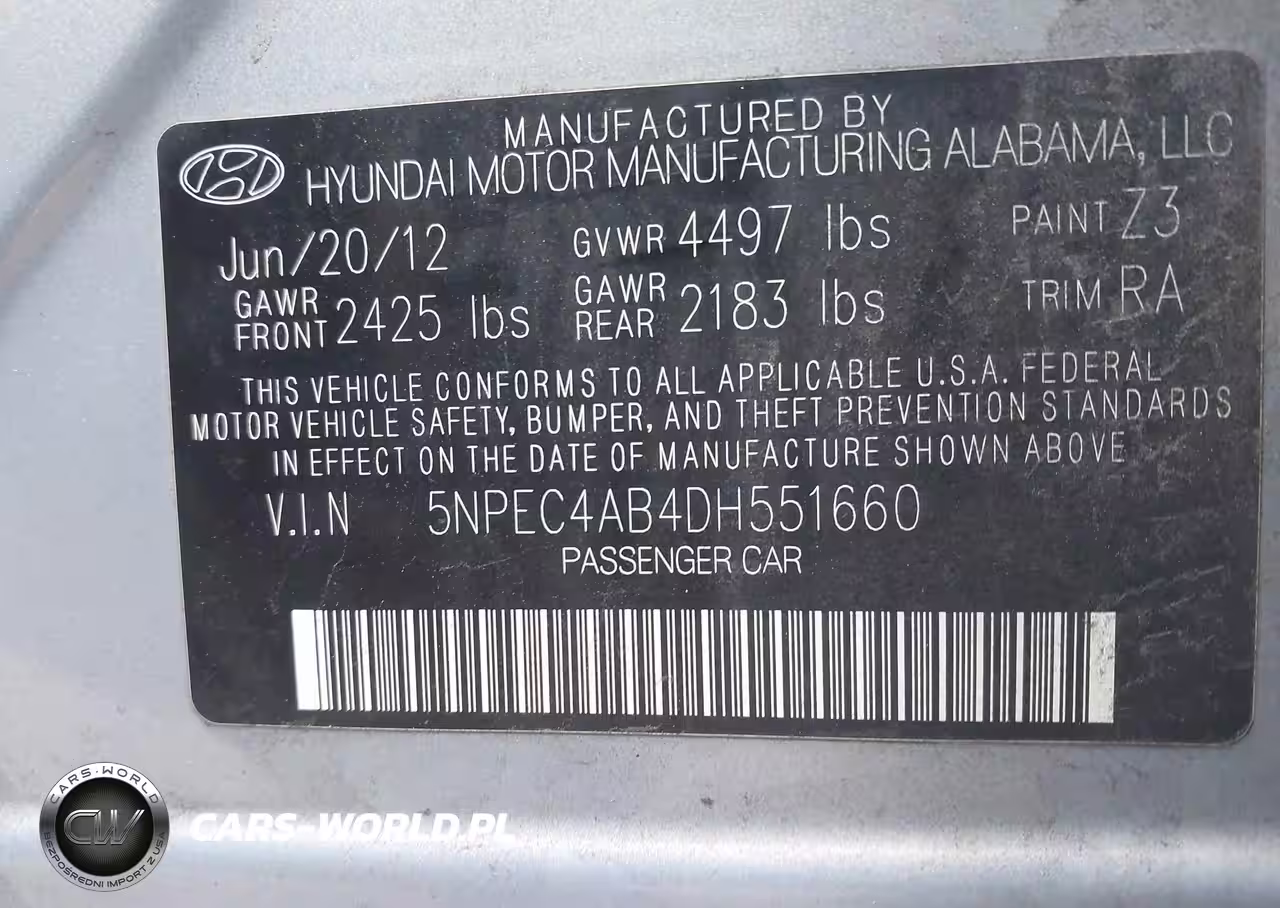 MANUFACTURED BY
HYUNDAI MOTOR MANUFACTURING ALABAMA, LLC
Jun/20/12 GVWR 4497 lbs PAINT Z3
GAWR FRONT 2425 lbs GAWR REAR 2183 lbs TRIM RA
THIS VEHICLE CONFORMS TO ALL APPLICABLE U.S.A. FEDERAL
MOTOR VEHICLE SAFETY, BUMPER, AND THEFT PREVENTION STANDARDS
IN EFFECT ON THE DATE OF MANUFACTURE SHOWN ABOVE
V.I.N 5NPEC4AB4DH551660
PASSENGER CAR
CARS-WORLD
CW
BEZPOŚREDNI IMPORT Z USA
CARS-WORLD.PL